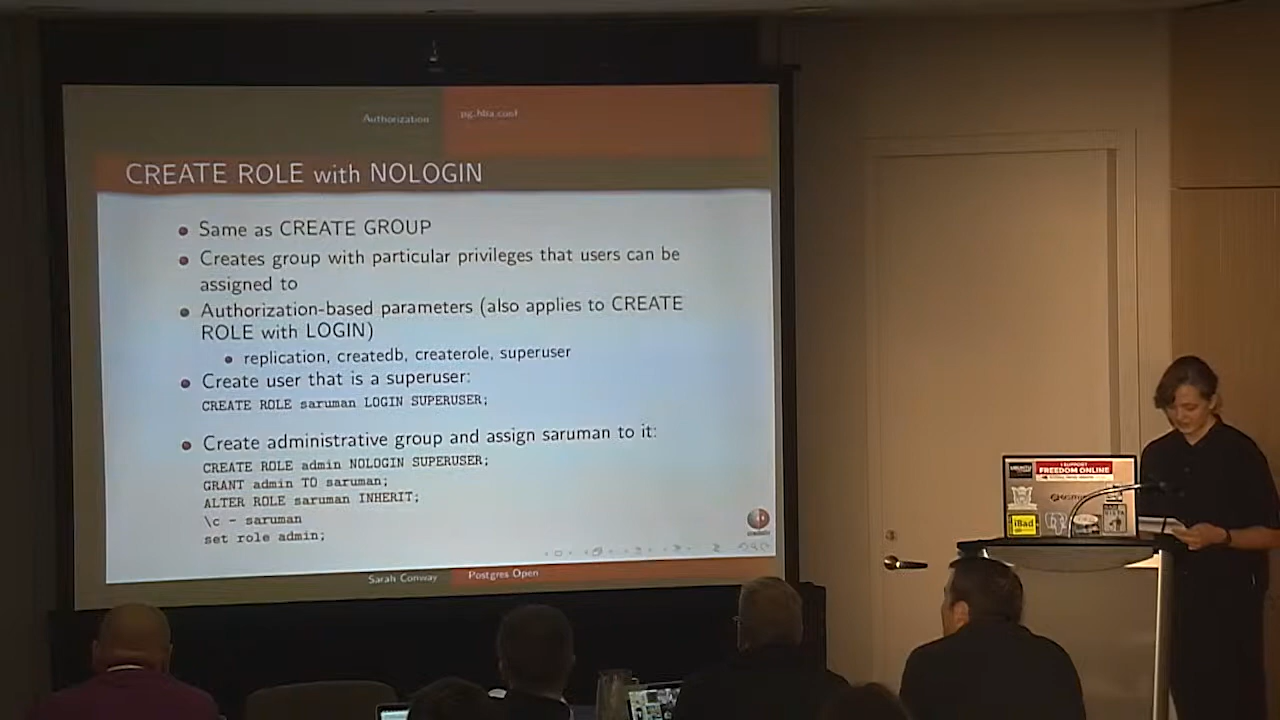 Authorization
pg.hba.conf
CREATE ROLE with NOLOGIN
Same as CREATE GROUP
Creates group with particular privileges that users can be
assigned to
Authorization-based parameters (also applies to CREATE
ROLE with LOGIN)
replication, createdb, createrole, superuser
Create user that is a superuser:
CREATE ROLE saruman LOGIN SUPERUSER;
Create administrative group and assign saruman to it:
CREATE ROLE admin NOLOGIN SUPERUSER;
GRANT admin TO saruman;
ALTER ROLE saruman INHERIT;
\c - saruman
set role admin;
Sarah Conway
Postgres Open
I SUPPORT
FREEDOM ONLINE
iBad